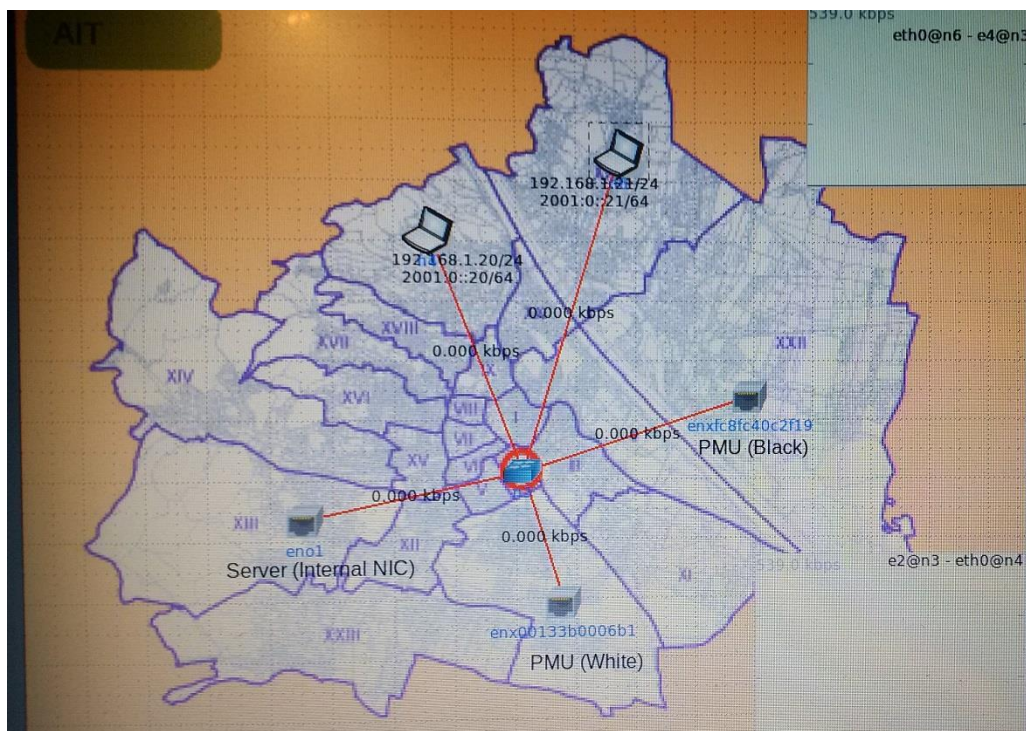 AIT
539.0 kbps
eth0@n6 - e4@n3
192.168.1.21/24
2001:0::21/64
192.168.1.20/24
2001:0::20/64
0.000 kbps
XVIII
0.000 kbps
XVII
XXII
XIV
XVI
enxfc8fc40c2f19
VIII
I
0.000 kbps
VII
PMU (Black)
XV
VI
II
0.000 kbps
V
XIII
0.000 kbps
eno1
XII
Server (Internal NIC)
539.0 kbps
e2@n3 - eth0@n4
XI
enx00133b0006b1
XXIII
PMU (White)